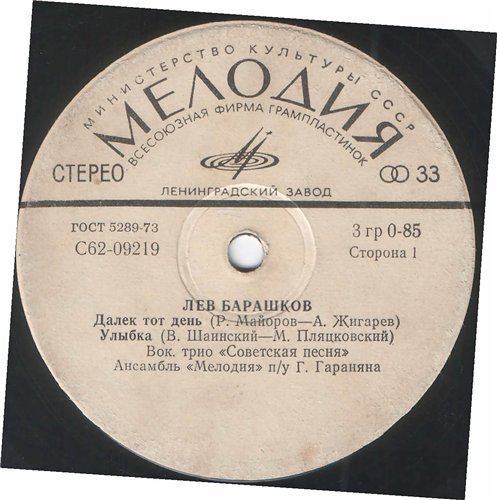 МИНИСТЕРСТВО КУЛЬТУРЫ СССР
МЕЛОДИЯ
ВСЕСОЮЗНАЯ ФИРМА ГРАМПЛАСТИНОК
СТЕРЕО 33
ЛЕНИНГРАДСКИЙ ЗАВОД
ГОСТ 5289-73 3 гр 0-85
С62-09219 Сторона 1
ЛЕВ БАРАШКОВ
Далек тот день (Р. Майоров—А. Жигарев)
Улыбка (В. Шаинский—М. Пляцковский)
Вок. трио «Советская песня»
Ансамбль «Мелодия» п/у Г. Гараняна